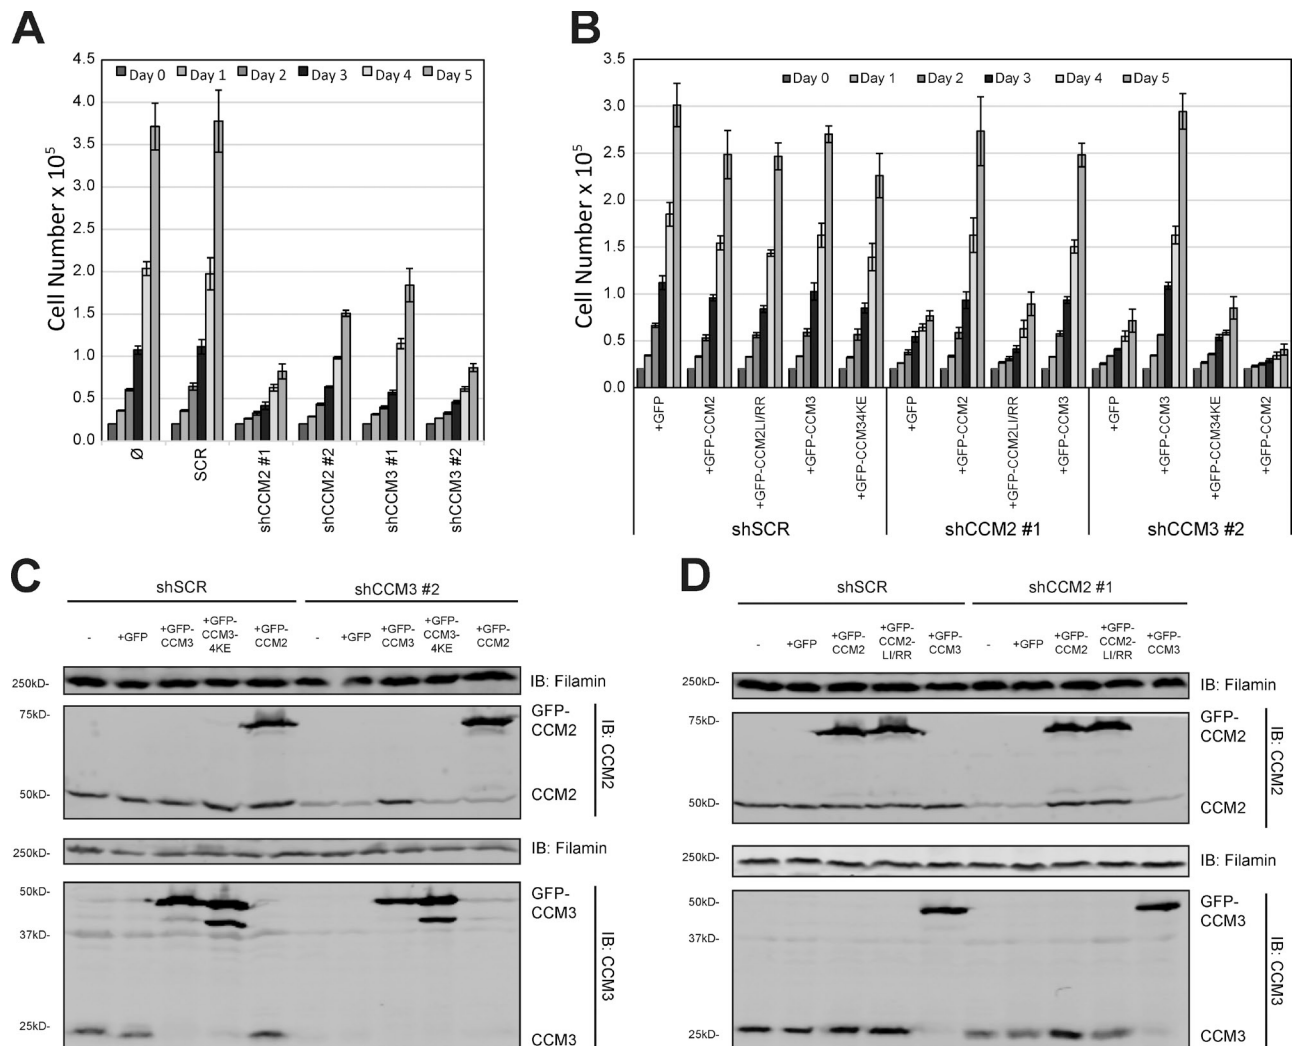 A
4.5
4.0
3.5
3.0
2.5
2.0
1.5
1.0
0.5
0.0
Cell Number x 10⁵
Day 0 Day 1 Day 2 Day 3 Day 4 Day 5
Ø
SCR
shCCM2 #1
shCCM2 #2
shCCM3 #1
shCCM3 #2
B
3.5
3.0
2.5
2.0
1.5
1.0
0.5
0.0
Cell Number x 10⁵
Day 0 Day 1 Day 2 Day 3 Day 4 Day 5
+GFP
+GFP-CCM2
+GFP-CCM2LI/RR
+GFP-CCM3
+GFP-CCM34KE
+GFP
+GFP-CCM2
+GFP-CCM2LI/RR
+GFP-CCM3
+GFP
+GFP-CCM3
+GFP-CCM34KE
+GFP-CCM2
shSCR shCCM2 #1 shCCM3 #2
C
shSCR shCCM3 #2
-
+GFP
+GFP-
CCM3
+GFP-
CCM3-
4KE
+GFP-
CCM2
-
+GFP
+GFP-
CCM3
+GFP-
CCM3-
4KE
+GFP-
CCM2
250kD-
IB: Filamin
75kD-
GFP-
CCM2
50kD-
CCM2
IB: CCM2
250kD-
IB: Filamin
50kD-
GFP-
CCM3
37kD-
25kD-
CCM3
IB: CCM3
D
shSCR shCCM2 #1
-
+GFP
+GFP-
CCM2
+GFP-
CCM2-
LI/RR
+GFP-
CCM3
-
+GFP
+GFP-
CCM2
+GFP-
CCM2-
LI/RR
+GFP-
CCM3
250kD-
IB: Filamin
75kD-
GFP-
CCM2
50kD-
CCM2
IB: CCM2
250kD-
IB: Filamin
50kD-
GFP-
CCM3
37kD-
25kD-
CCM3
IB: CCM3